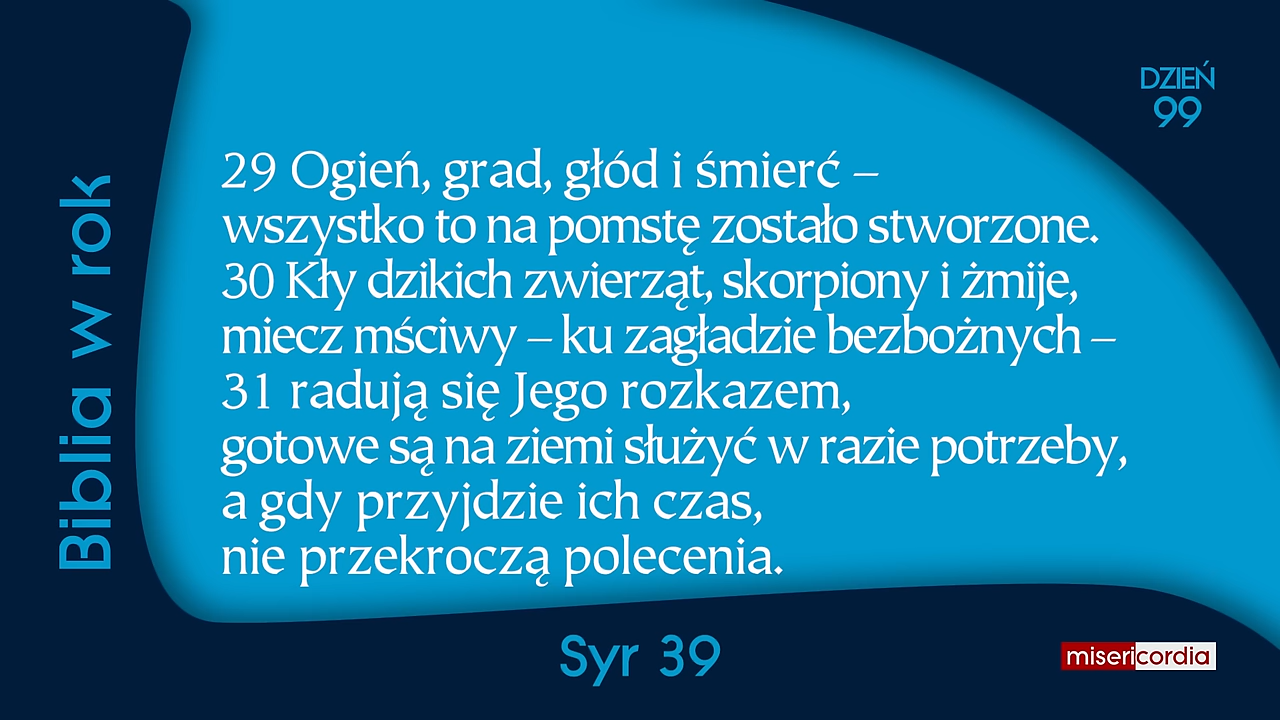 DZIEŃ
99
Biblia w rok
29 Ogień, grad, głód i śmierć –
wszystko to na pomstę zostało stworzone.
30 Kły dzikich zwierząt, skorpiony i żmije,
miecz mściwy – ku zagładzie bezbożnych –
31 radują się Jego rozkazem,
gotowe są na ziemi służyć w razie potrzeby,
a gdy przyjdzie ich czas,
nie przekroczą polecenia.
Syr 39
misericordia